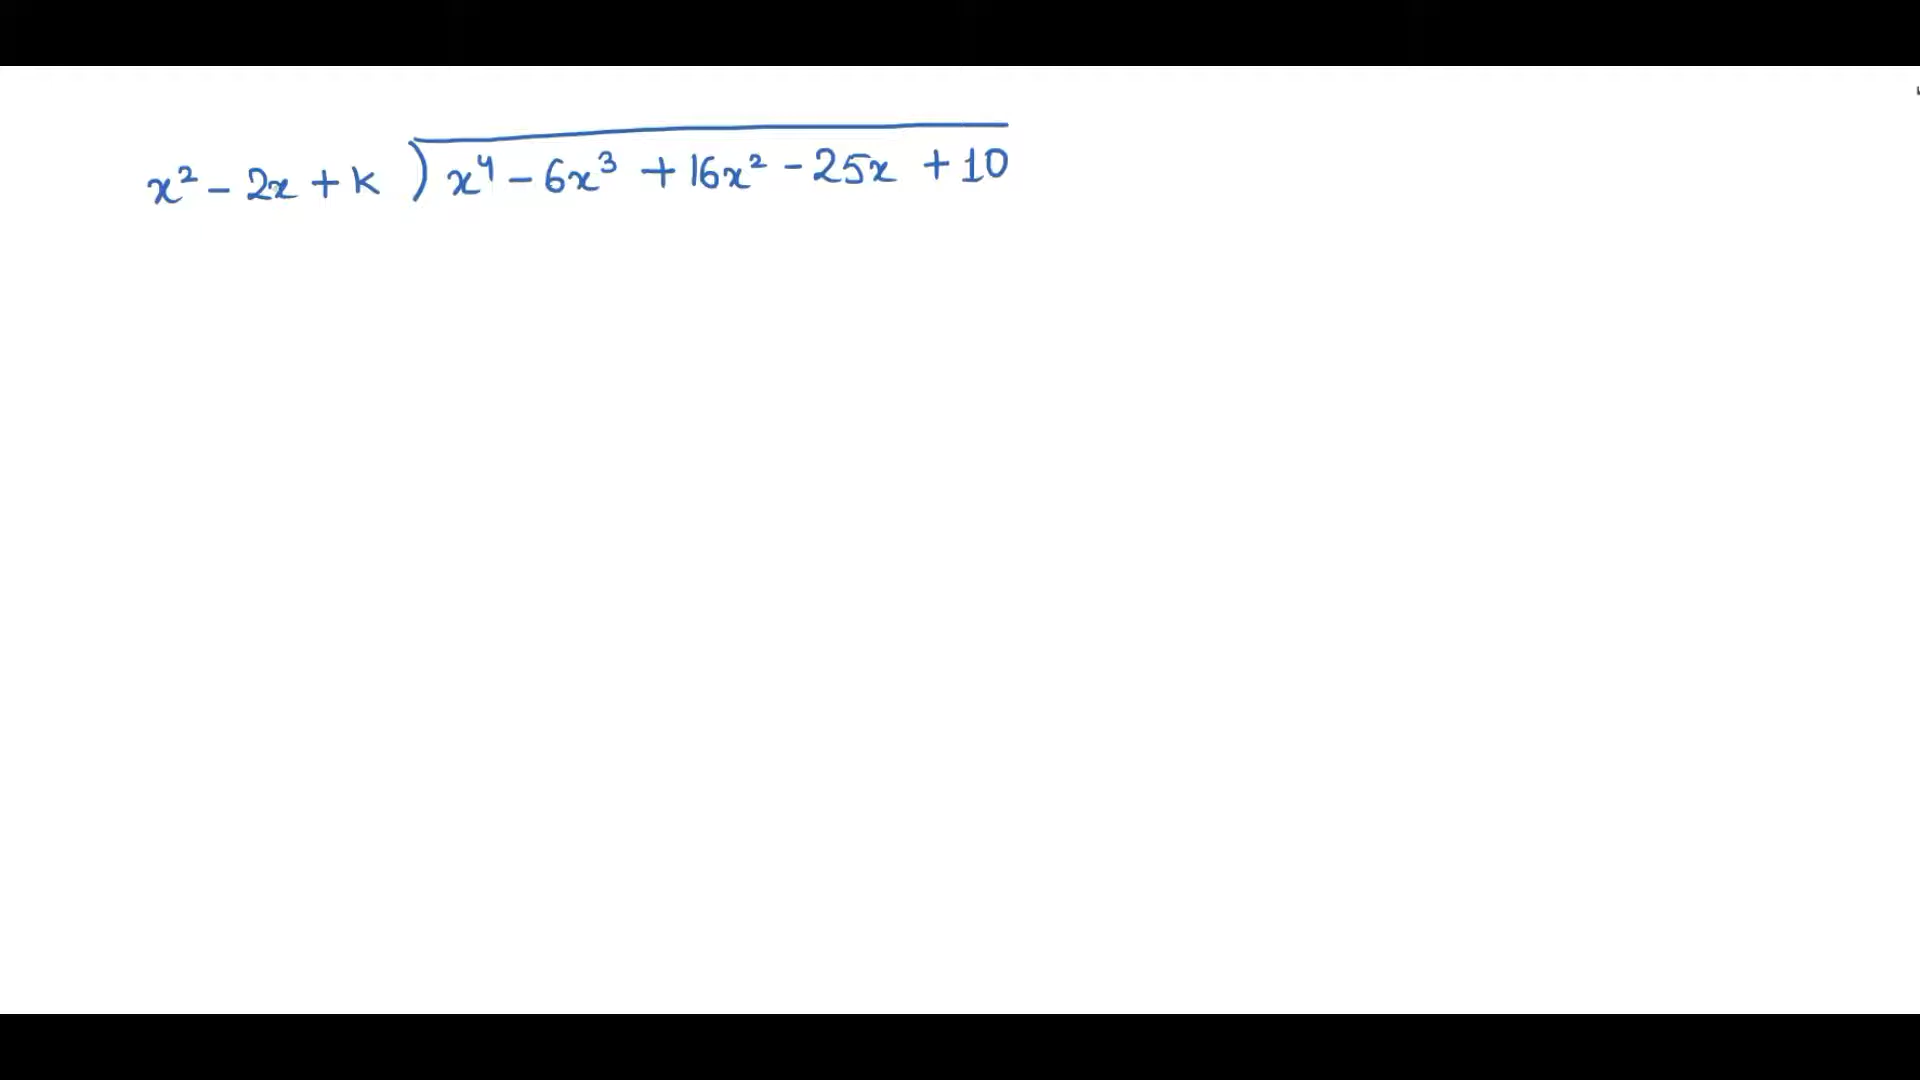 x² - 2x + k ) x⁴ - 6x³ + 16x² - 25x + 10